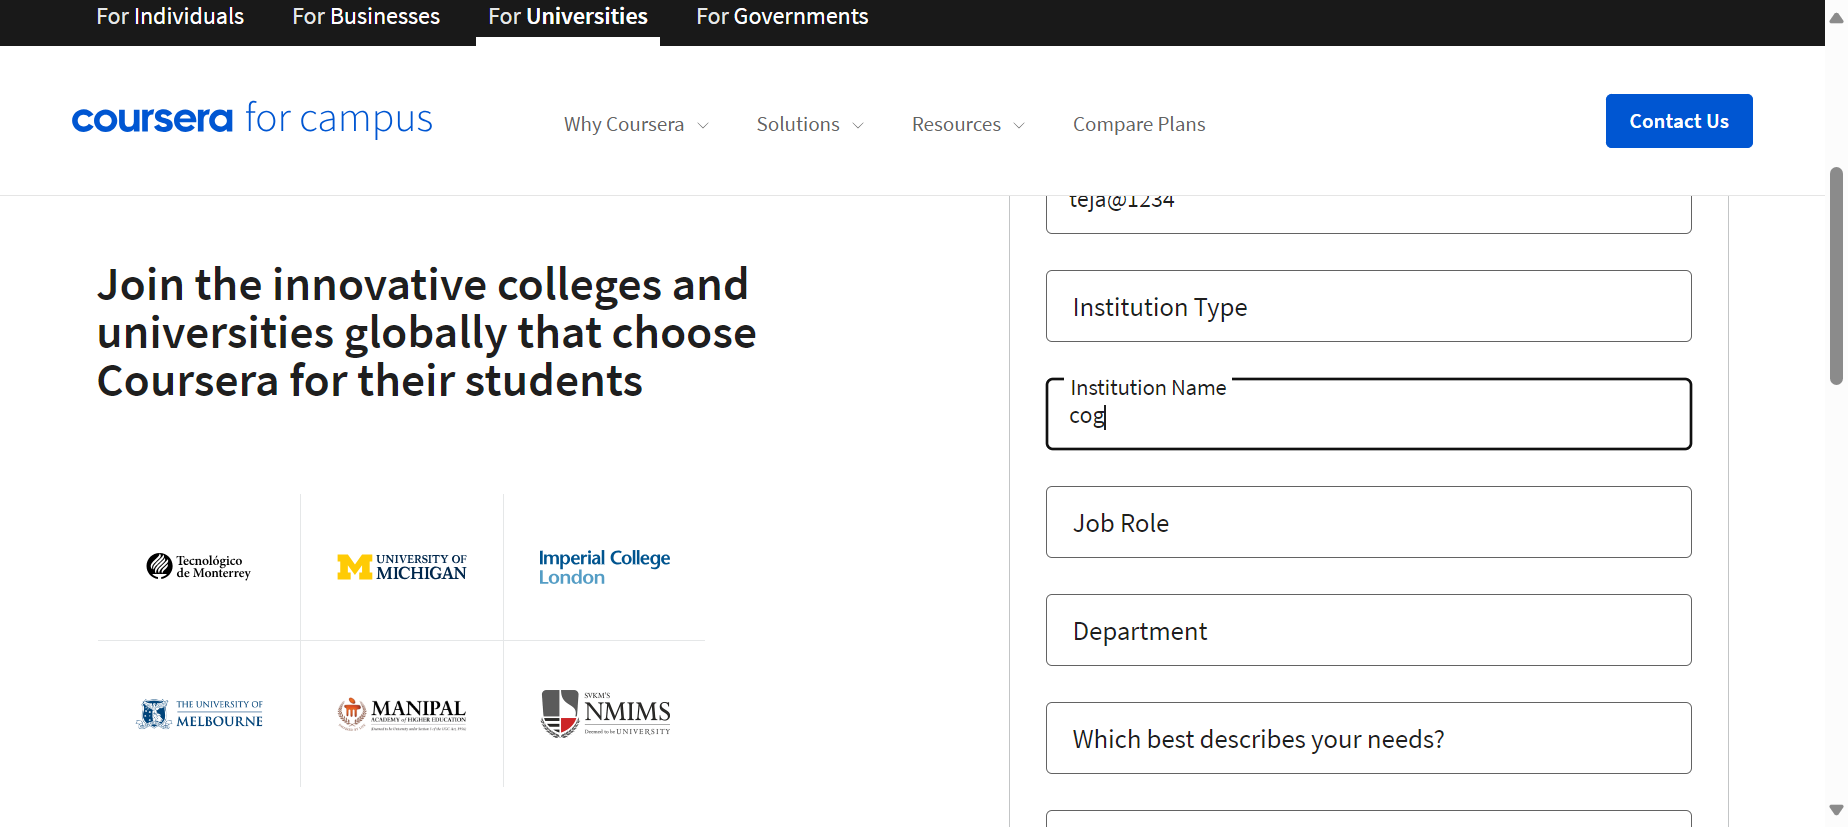 For Individuals
For Businesses
For Universities
For Governments
coursera for campus
Why Coursera
Solutions
Resources
Compare Plans
Contact Us
Join the innovative colleges and
universities globally that choose
Coursera for their students
Tecnológico
de Monterrey
M UNIVERSITY OF
MICHIGAN
Imperial College
London
THE UNIVERSITY OF
MELBOURNE
MANIPAL
ACADEMY of HIGHER EDUCATION
SVKM'S
NMIMS
Deemed to be UNIVERSITY
teja@1234
Institution Type
Institution Name
cog
Job Role
Department
Which best describes your needs?